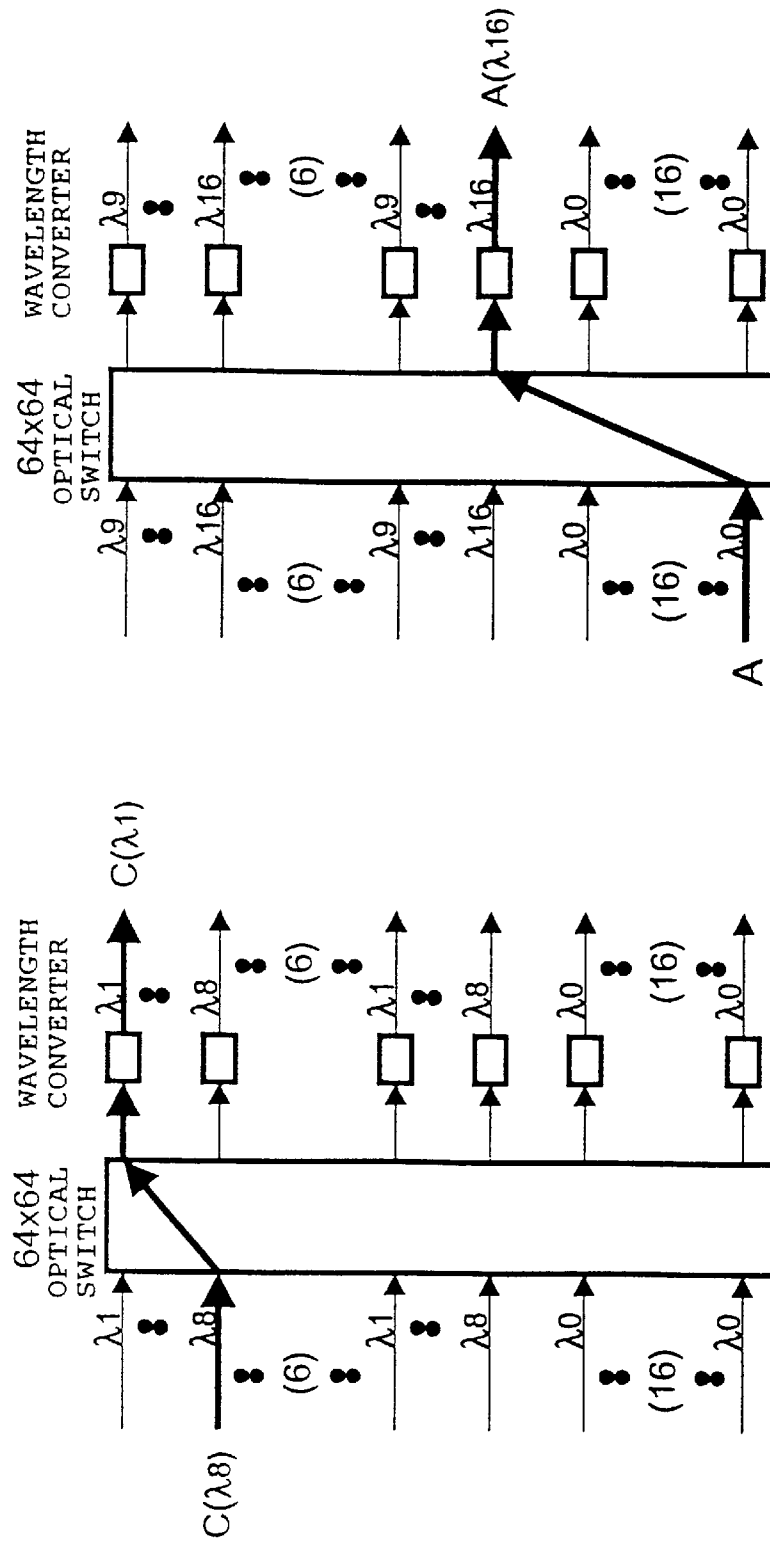 64x64
OPTICAL
SWITCH
WAVELENGTH
CONVERTER
λ1
λ1
C(λ1)
C(λ8)
λ8
λ8
(6)
(6)
λ1
λ1
λ8
λ8
λ0
λ0
(16)
(16)
λ0
λ0
64x64
OPTICAL
SWITCH
WAVELENGTH
CONVERTER
λ9
λ9
λ16
λ16
(6)
(6)
λ9
λ9
λ16
λ16
A(λ16)
λ0
λ0
(16)
(16)
λ0
λ0
A